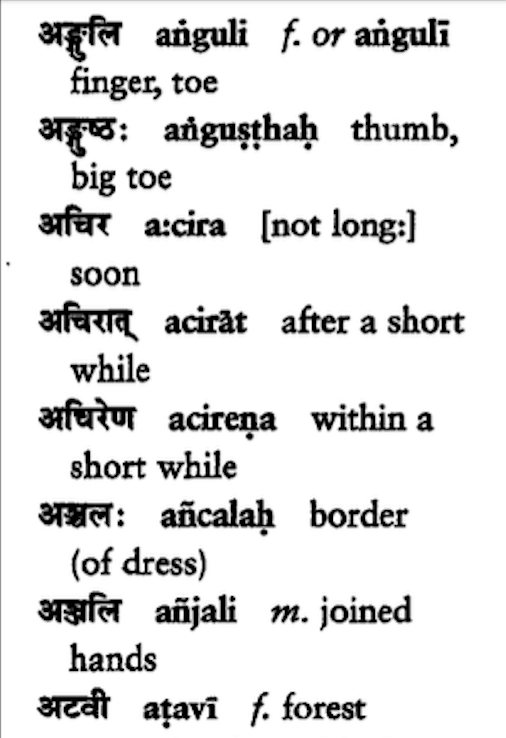 अङ्गुलि aṅguli f. or aṅgulī
finger, toe
अङ्गुष्ठः aṅguṣṭhaḥ thumb,
big toe
अचिर a:cira [not long:]
soon
अचिरात् acirāt after a short
while
अचिरेण acireṇa within a
short while
अञ्चलः añcalaḥ border
(of dress)
अञ्जलि añjali m. joined
hands
अटवी aṭavī f. forest